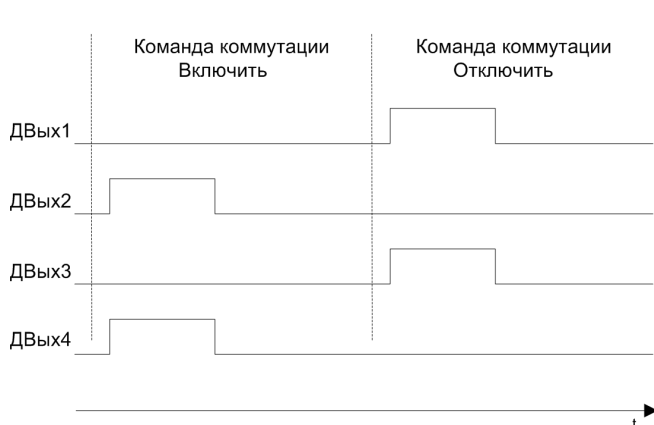 Команда коммутации
Включить
Команда коммутации
Отключить
ДВых1
ДВых2
ДВых3
ДВых4
t